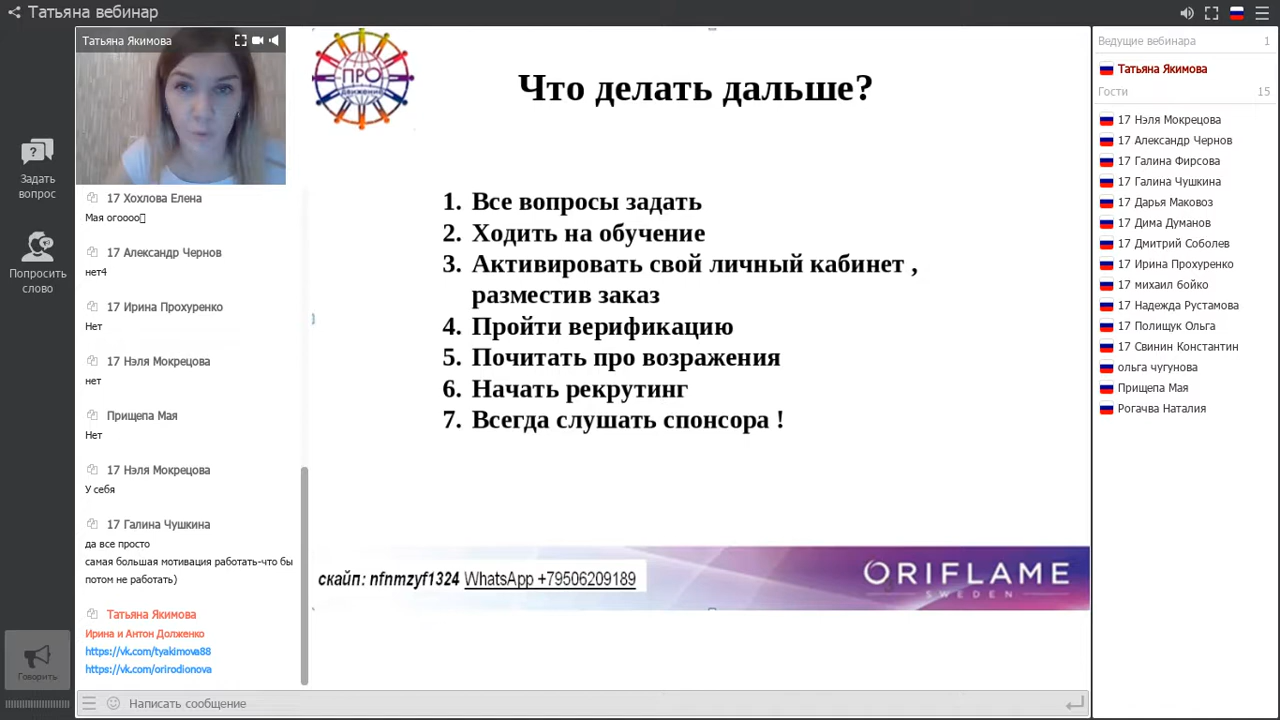 Татьяна вебинар
Татьяна Якимова
Задать
вопрос
Попросить
слово
Говорить
17 Хохлова Елена
Мая огоооо
17 Александр Чернов
нет4
17 Ирина Прохуренко
Нет
17 Нэля Мокрецова
нет
Прищепа Мая
Нет
17 Нэля Мокрецова
У себя
17 Галина Чушкина
да все просто
самая большая мотивация работать-что бы
потом не работать)
Татьяна Якимова
Ирина и Антон Долженко
https://vk.com/tyakimova88
https://vk.com/orirodionova
Написать сообщение
ПРО
Движение
Что делать дальше?
1. Все вопросы задать
2. Ходить на обучение
3. Активировать свой личный кабинет ,
разместив заказ
4. Пройти верификацию
5. Почитать про возражения
6. Начать рекрутинг
7. Всегда слушать спонсора !
скайп: nfnmzyf1324 WhatsApp +79506209189
ORIFLAME
SWEDEN
Ведущие вебинара 1
Татьяна Якимова
Гости 15
17 Нэля Мокрецова
17 Александр Чернов
17 Галина Фирсова
17 Галина Чушкина
17 Дарья Маковоз
17 Дима Думанов
17 Дмитрий Соболев
17 Ирина Прохуренко
17 михаил бойко
17 Надежда Рустамова
17 Полищук Ольга
17 Свинин Константин
ольга чугунова
Прищепа Мая
Рогачва Наталия